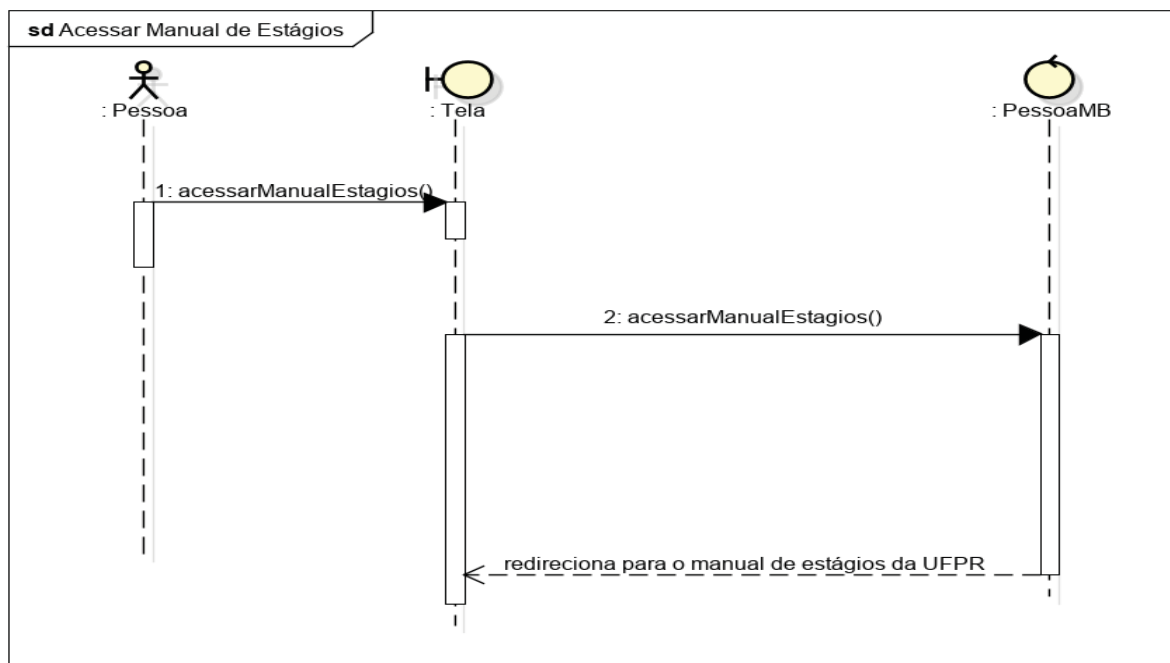 sd Acessar Manual de Estágios
: Pessoa
: Tela
: PessoaMB
1: acessarManualEstagios()
2: acessarManualEstagios()
redireciona para o manual de estágios da UFPR